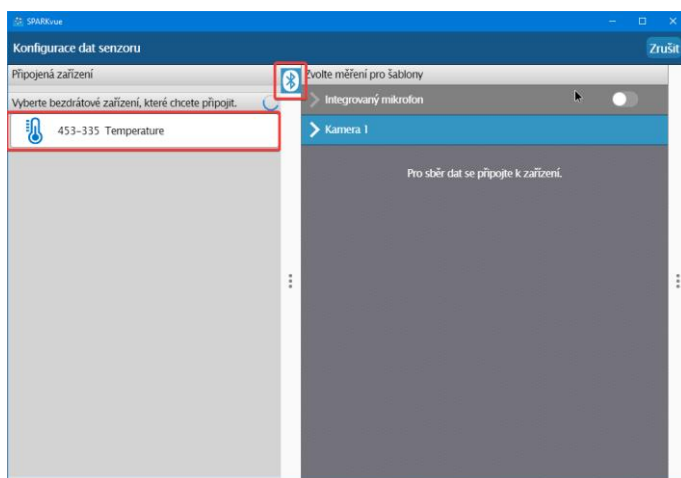 SPARKvue
Konfigurace dat senzoru
Zrušit
Připojená zařízení
Zvolte měření pro šablony
Vyberte bezdrátové zařízení, které chcete připojit.
Integrovaný mikrofon
453-335 Temperature
Kamera 1
Pro sběr dat se připojte k zařízení.